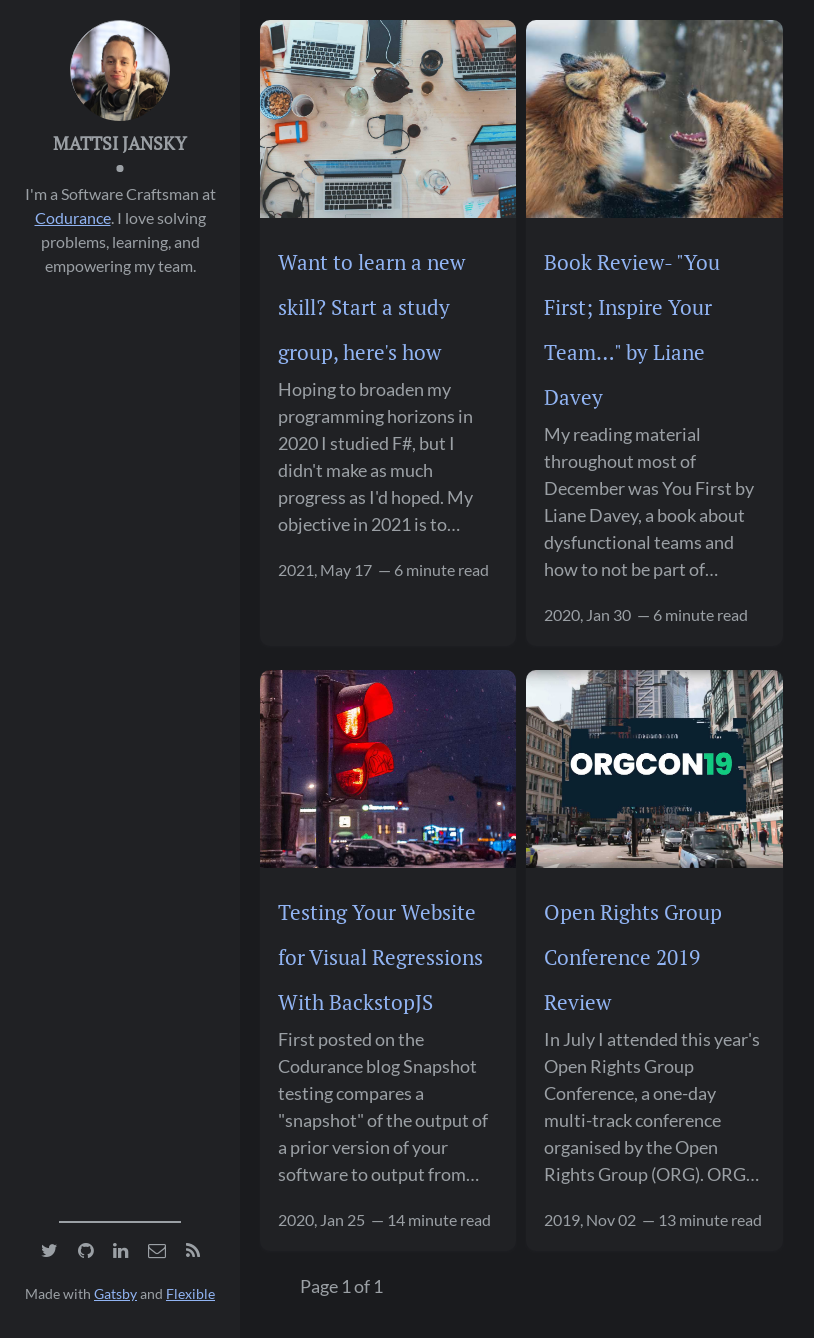 MATTSI JANSKY
I'm a Software Craftsman at
Codurance. I love solving
problems, learning, and
empowering my team.
Want to learn a new
skill? Start a study
group, here's how
Hoping to broaden my
programming horizons in
2020 I studied F#, but I
didn't make as much
progress as I'd hoped. My
objective in 2021 is to...
2021, May 17 — 6 minute read
Book Review- "You
First; Inspire Your
Team..." by Liane
Davey
My reading material
throughout most of
December was You First by
Liane Davey, a book about
dysfunctional teams and
how to not be part of...
2020, Jan 30 — 6 minute read
Testing Your Website
for Visual Regressions
With BackstopJS
First posted on the
Codurance blog Snapshot
testing compares a
"snapshot" of the output of
a prior version of your
software to output from...
2020, Jan 25 — 14 minute read
ORGCON19
Open Rights Group
Conference 2019
Review
In July I attended this year's
Open Rights Group
Conference, a one-day
multi-track conference
organised by the Open
Rights Group (ORG). ORG...
2019, Nov 02 — 13 minute read
Page 1 of 1
Made with Gatsby and Flexible